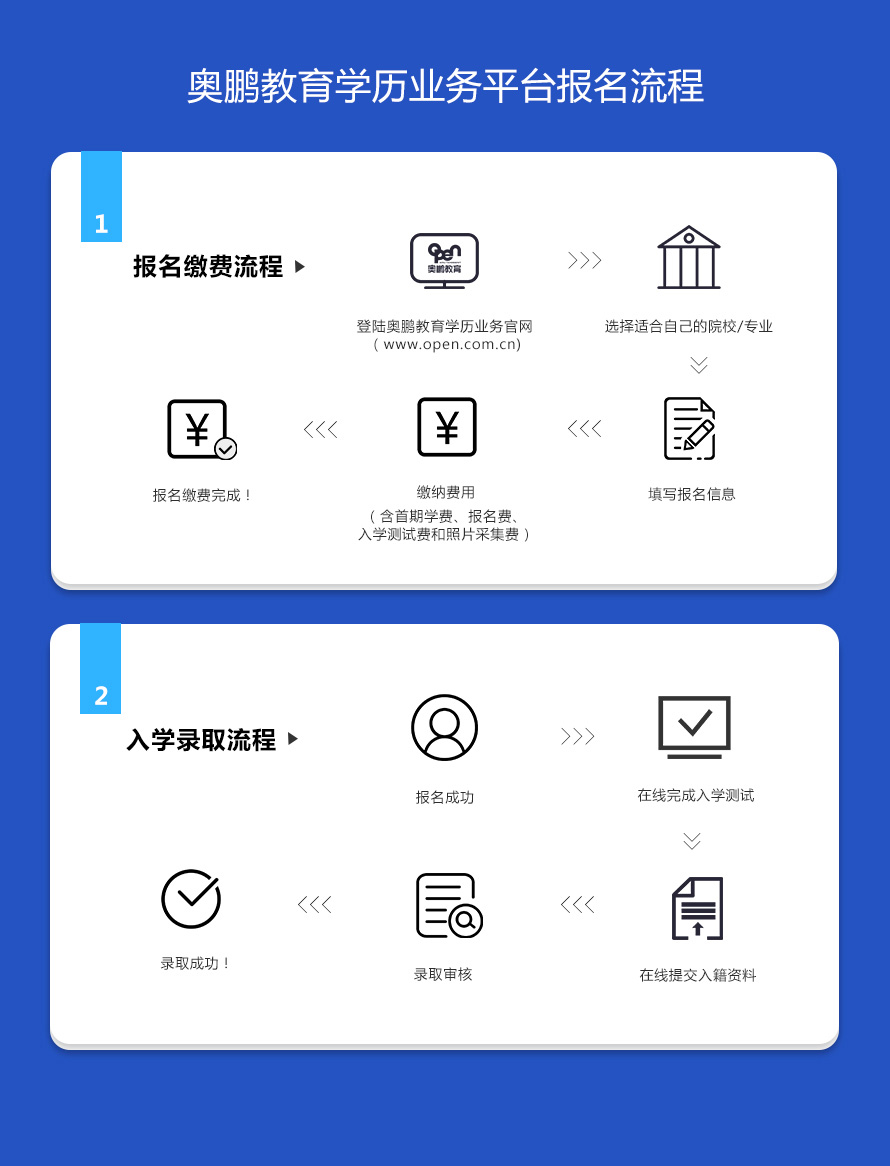 奥鹏教育学历业务平台报名流程
1
报名缴费流程
open
奥鹏教育
登陆奥鹏教育学历业务官网
( www.open.com.cn)
选择适合自己的院校/专业
填写报名信息
¥
缴纳费用
（含首期学费、报名费、
入学测试费和照片采集费）
¥
报名缴费完成！
2
入学录取流程
报名成功
在线完成入学测试
在线提交入籍资料
录取审核
录取成功！